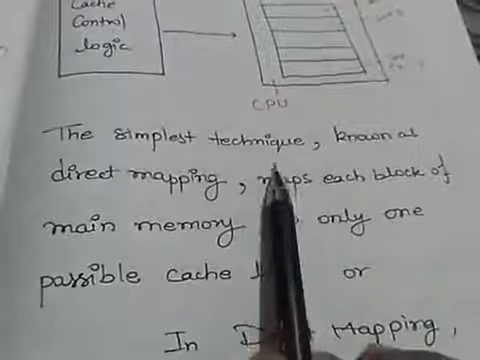 Cache
Control
logic
CPU
The simplest technique, known as
direct mapping, maps each block of
main memory only one
passible cache or
In Mapping,